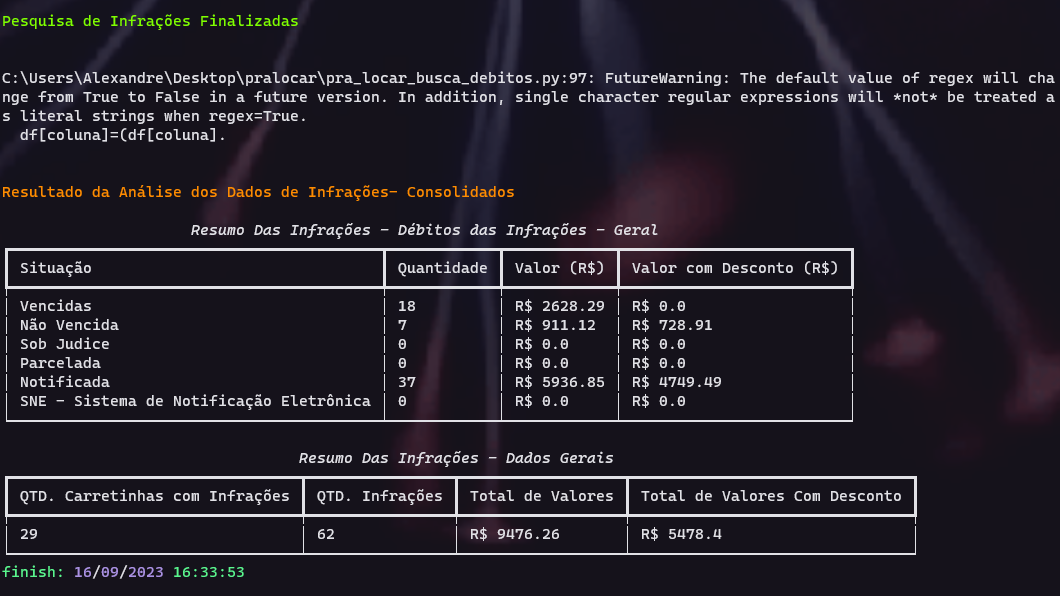 Pesquisa de Infrações Finalizadas
C:\Users\Alexandre\Desktop\pralocar\pra_locar_busca_debitos.py:97: FutureWarning: The default value of regex will cha
nge from True to False in a future version. In addition, single character regular expressions will *not* be treated a
s literal strings when regex=True.
df[coluna]=(df[coluna].
Resultado da Análise dos Dados de Infrações- Consolidados
Resumo Das Infrações - Débitos das Infrações - Geral
Situação Quantidade Valor (R$) Valor com Desconto (R$)
Vencidas 18 R$ 2628.29 R$ 0.0
Não Vencida 7 R$ 911.12 R$ 728.91
Sob Judice 0 R$ 0.0 R$ 0.0
Parcelada 0 R$ 0.0 R$ 0.0
Notificada 37 R$ 5936.85 R$ 4749.49
SNE - Sistema de Notificação Eletrônica 0 R$ 0.0 R$ 0.0
Resumo Das Infrações - Dados Gerais
QTD. Carretinhas com Infrações QTD. Infrações Total de Valores Total de Valores Com Desconto
29 62 R$ 9476.26 R$ 5478.4
finish: 16/09/2023 16:33:53